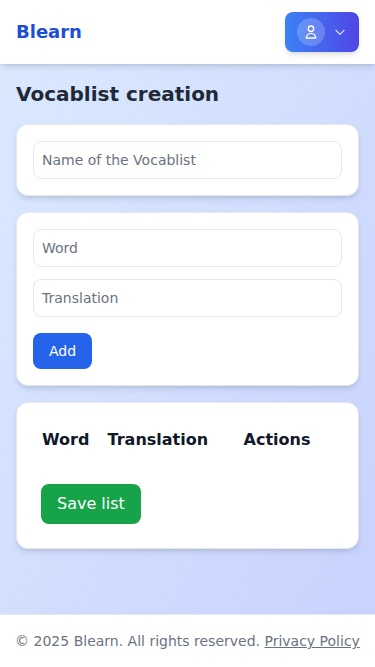 Blearn
Vocablist creation
Name of the Vocablist
Word
Translation
Add
Word Translation Actions
Save list
© 2025 Blearn. All rights reserved. Privacy Policy